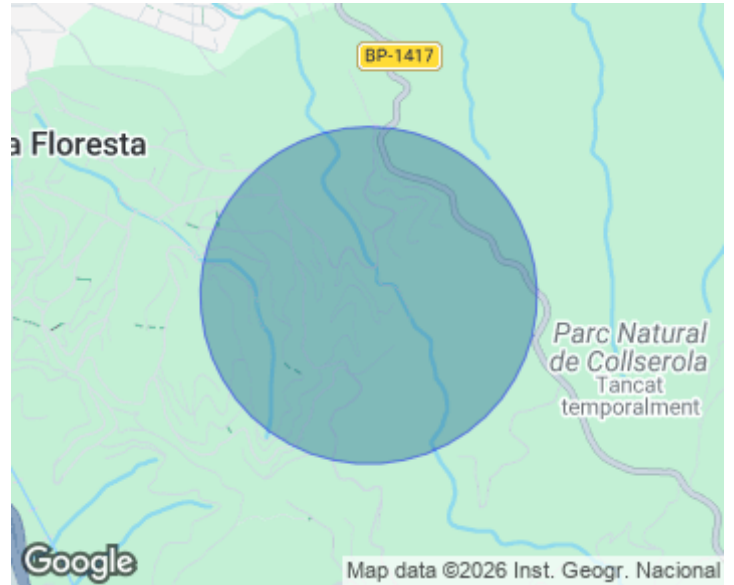 BP-1417
a Floresta
Parc Natural
de Collserola
Tancat
temporalment
Google
Map data ©2026 Inst. Geogr. Nacional